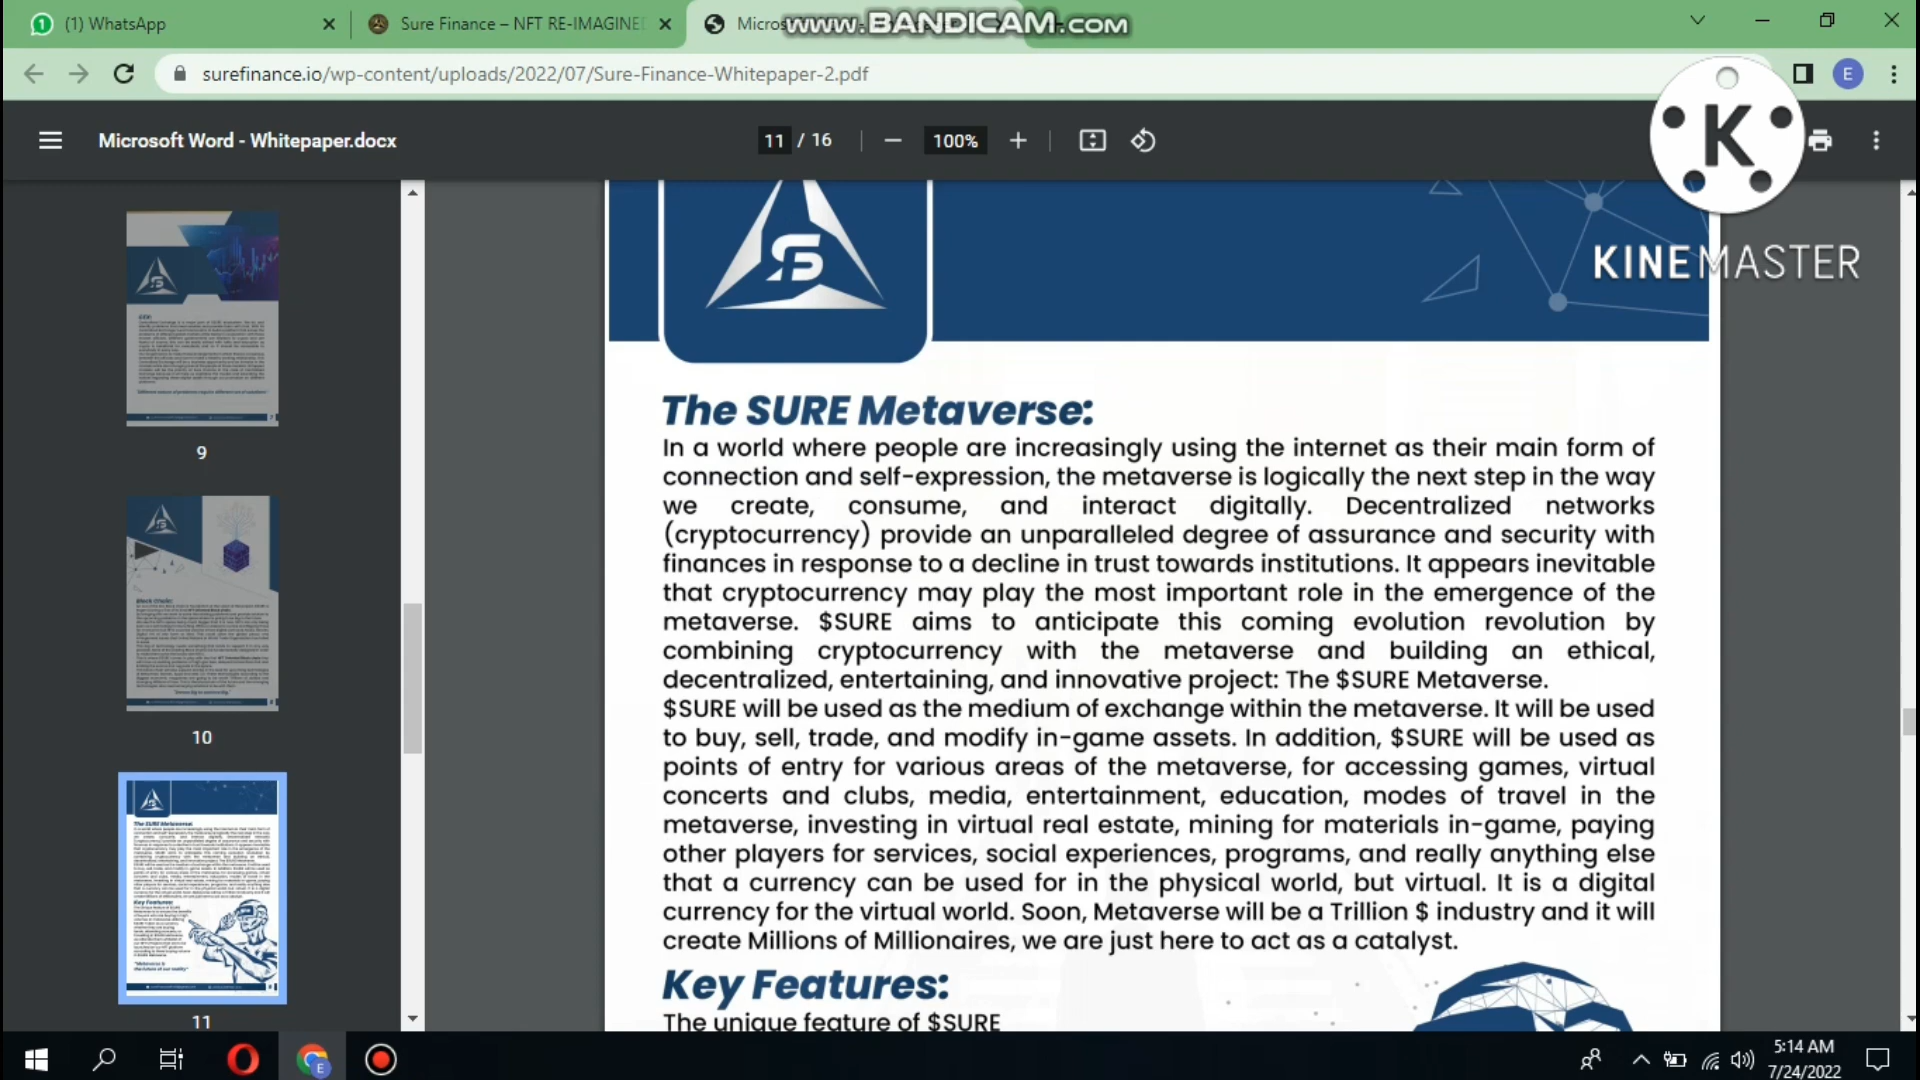 (1) WhatsApp
Sure Finance – NFT RE-IMAGINED
Micros
www.BANDICAM.com
surefinance.io/wp-content/uploads/2022/07/Sure-Finance-Whitepaper-2.pdf
E
K
KINEMASTER
Microsoft Word - Whitepaper.docx
11 / 16
100%
9
10
The SURE Metaverse:
Key Features:
11
The SURE Metaverse:
In a world where people are increasingly using the internet as their main form of
connection and self-expression, the metaverse is logically the next step in the way
we create, consume, and interact digitally. Decentralized networks
(cryptocurrency) provide an unparalleled degree of assurance and security with
finances in response to a decline in trust towards institutions. It appears inevitable
that cryptocurrency may play the most important role in the emergence of the
metaverse. $SURE aims to anticipate this coming evolution revolution by
combining cryptocurrency with the metaverse and building an ethical,
decentralized, entertaining, and innovative project: The $SURE Metaverse.
$SURE will be used as the medium of exchange within the metaverse. It will be used
to buy, sell, trade, and modify in-game assets. In addition, $SURE will be used as
points of entry for various areas of the metaverse, for accessing games, virtual
concerts and clubs, media, entertainment, education, modes of travel in the
metaverse, investing in virtual real estate, mining for materials in-game, paying
other players for services, social experiences, programs, and really anything else
that a currency can be used for in the physical world, but virtual. It is a digital
currency for the virtual world. Soon, Metaverse will be a Trillion $ industry and it will
create Millions of Millionaires, we are just here to act as a catalyst.
Key Features:
The unique feature of $SURE
E
5:14 AM
7/24/2022